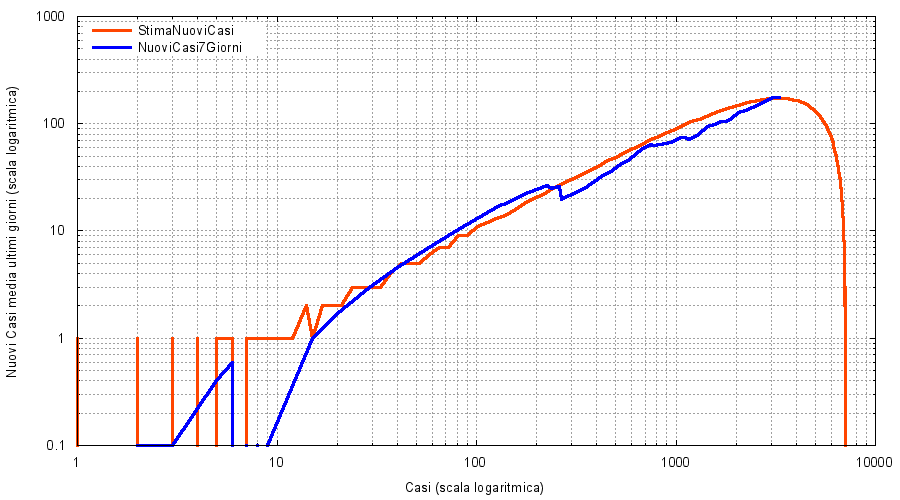 1000
StimaNuoviCasi
NuoviCasi7Giorni
100
10
1
0.1
Nuovi Casi media ultimi giorni (scala logaritmica)
1
10
100
1000
10000
Casi (scala logaritmica)